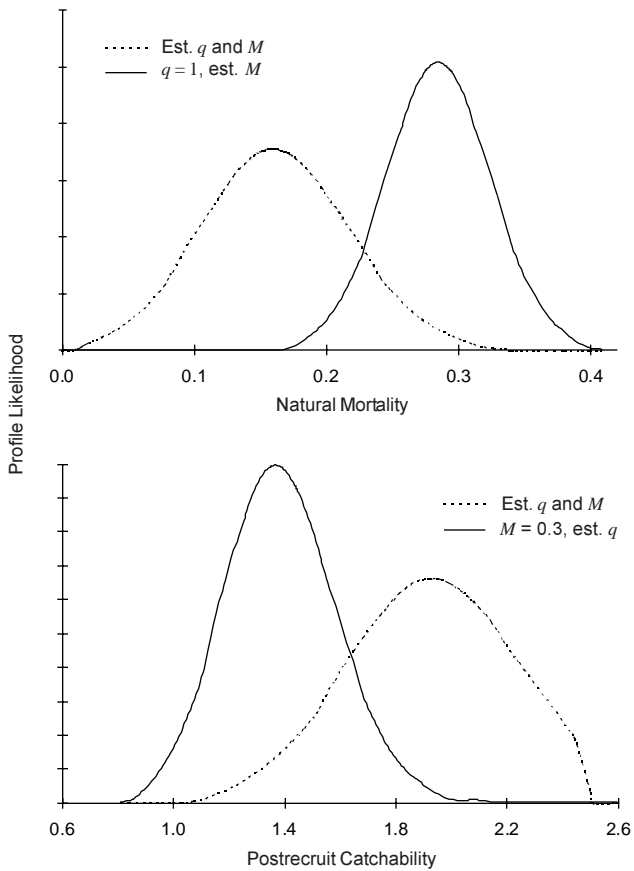 Est. q and M
q = 1, est. M
0.0 0.1 0.2 0.3 0.4
Natural Mortality
Profile Likelihood
Est. q and M
M = 0.3, est. q
0.6 1.0 1.4 1.8 2.2 2.6
Postrecruit Catchability